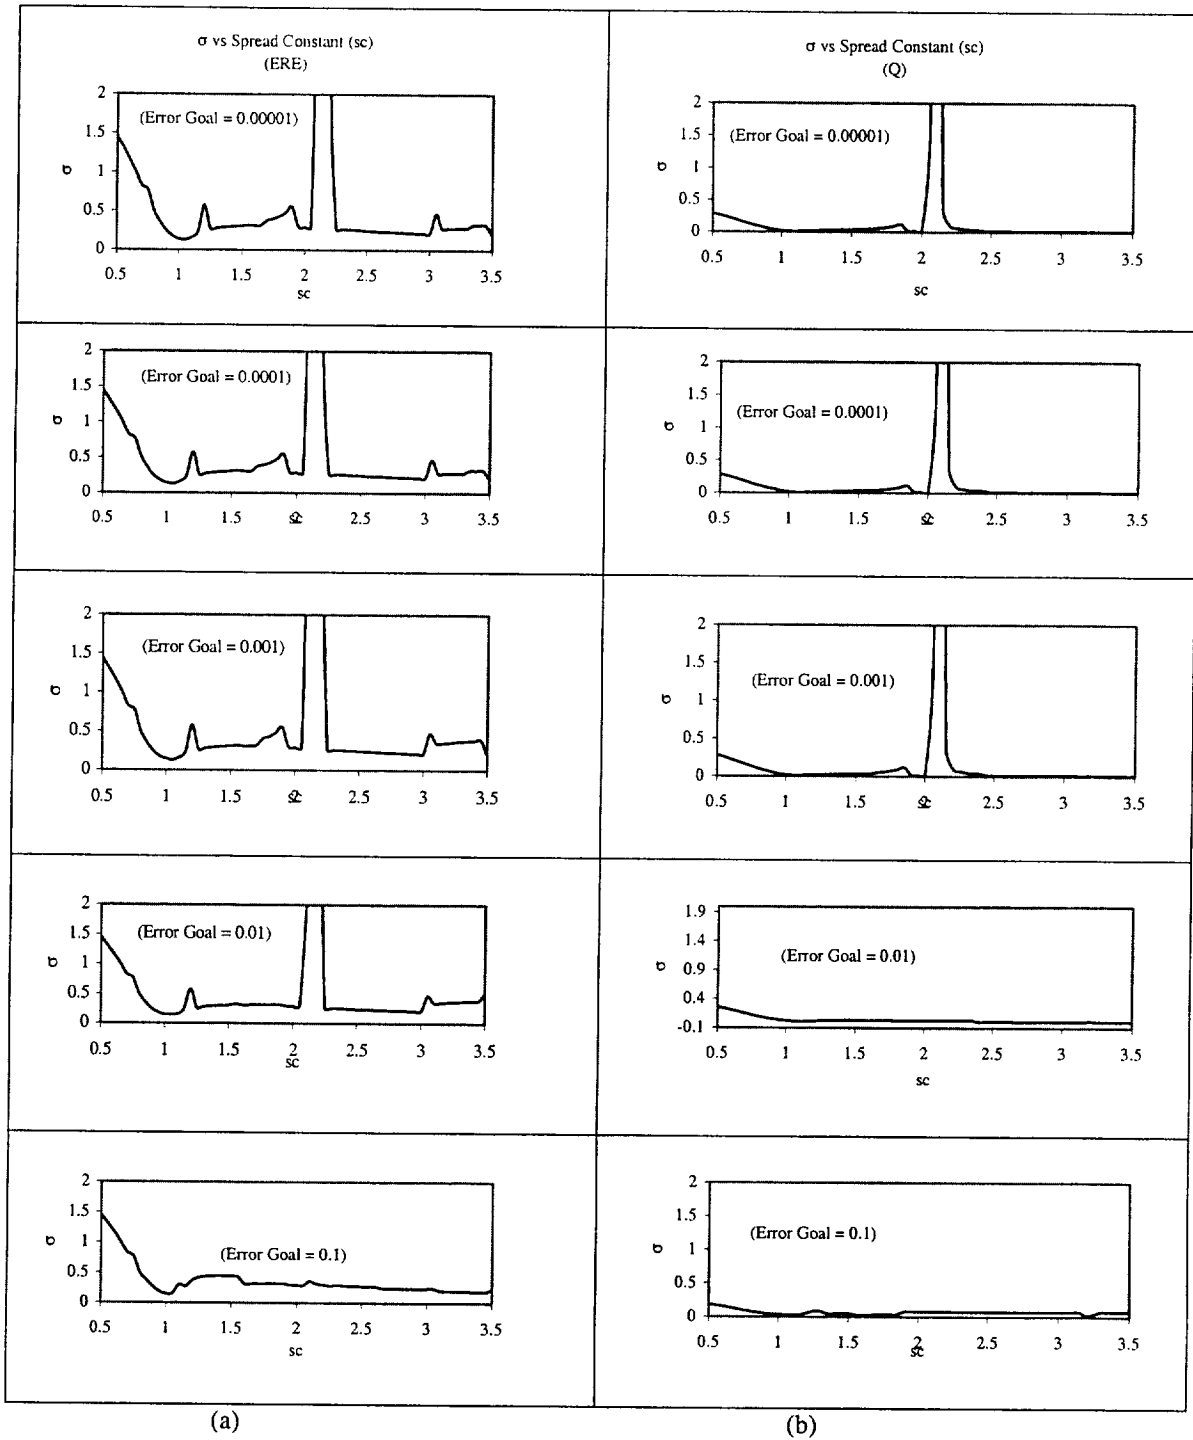 σ vs Spread Constant (sc)
(ERE)
(Error Goal = 0.00001)
2
1.5
1
0.5
0
σ
0.5 1 1.5 2 2.5 3 3.5
sc
σ vs Spread Constant (sc)
(Q)
(Error Goal = 0.00001)
2
1.5
1
0.5
0
σ
0.5 1 1.5 2 2.5 3 3.5
sc
(Error Goal = 0.0001)
2
1.5
1
0.5
0
σ
0.5 1 1.5 2 2.5 3 3.5
sc
(Error Goal = 0.0001)
2
1.5
1
0.5
0
σ
0.5 1 1.5 2 2.5 3 3.5
sc
(Error Goal = 0.001)
2
1.5
1
0.5
0
σ
0.5 1 1.5 2 2.5 3 3.5
sc
(Error Goal = 0.001)
2
1.5
1
0.5
0
σ
0.5 1 1.5 2 2.5 3 3.5
sc
(Error Goal = 0.01)
2
1.5
1
0.5
0
σ
0.5 1 1.5 2 2.5 3 3.5
sc
(Error Goal = 0.01)
1.9
1.4
0.9
0.4
-0.1
σ
0.5 1 1.5 2 2.5 3 3.5
sc
(Error Goal = 0.1)
2
1.5
1
0.5
0
σ
0.5 1 1.5 2 2.5 3 3.5
sc
(Error Goal = 0.1)
2
1.5
1
0.5
0
σ
0.5 1 1.5 2 2.5 3 3.5
sc
(a)
(b)